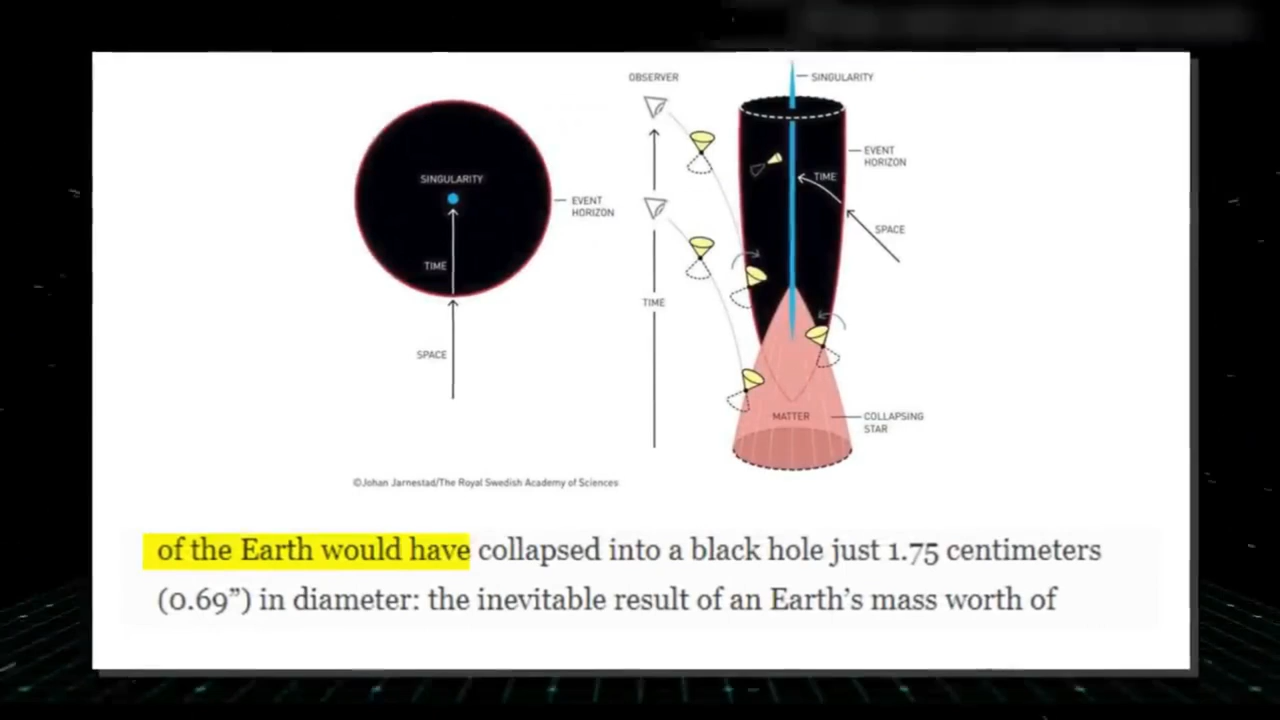 SINGULARITY
EVENT
HORIZON
TIME
SPACE
OBSERVER
TIME
SINGULARITY
EVENT
HORIZON
TIME
SPACE
MATTER
COLLAPSING
STAR
©Johan Jarnestad/The Royal Swedish Academy of Sciences
of the Earth would have collapsed into a black hole just 1.75 centimeters
(0.69”) in diameter: the inevitable result of an Earth’s mass worth of